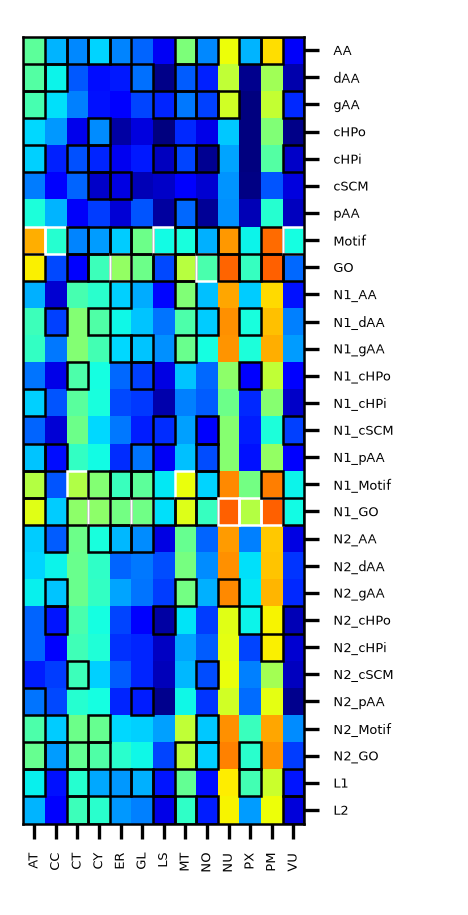 AA
dAA
gAA
cHPo
cHPi
cSCM
pAA
Motif
GO
N1_AA
N1_dAA
N1_gAA
N1_cHPo
N1_cHPi
N1_cSCM
N1_pAA
N1_Motif
N1_GO
N2_AA
N2_dAA
N2_gAA
N2_cHPo
N2_cHPi
N2_cSCM
N2_pAA
N2_Motif
N2_GO
L1
L2
AT CC CT CY ER GL LS MT NO NU PX PM VU